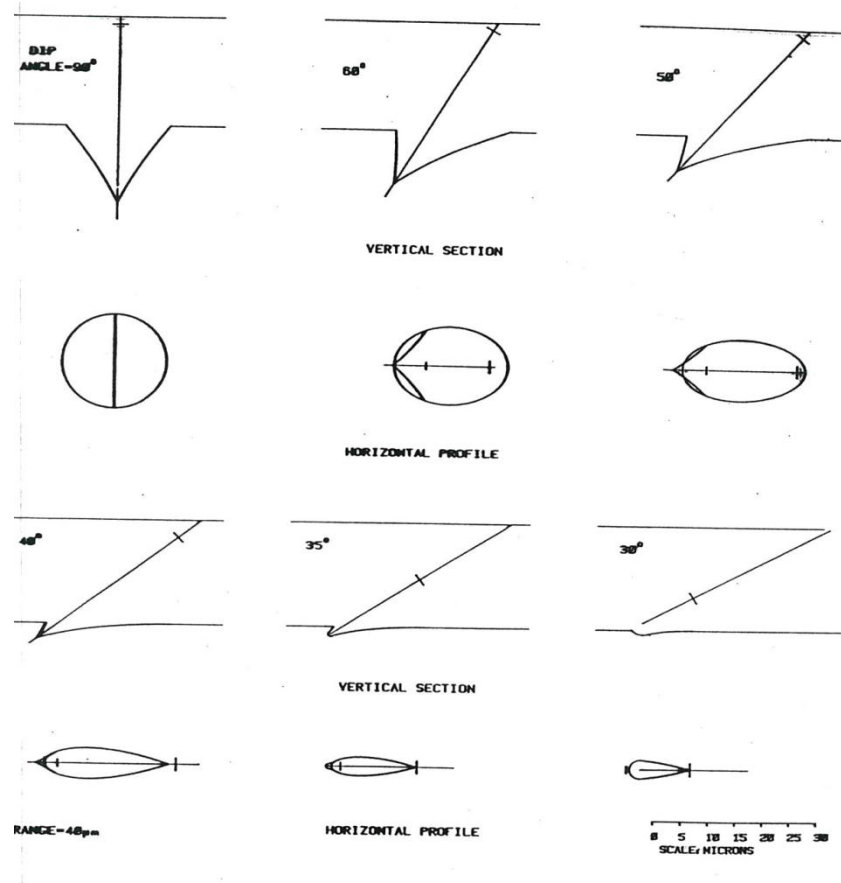 DIP
ANGLE=90°
60°
50°
VERTICAL SECTION
HORIZONTAL PROFILE
40°
35°
30°
VERTICAL SECTION
RANGE=40μm
HORIZONTAL PROFILE
0 5 10 15 20 25 30
SCALE: MICRONS